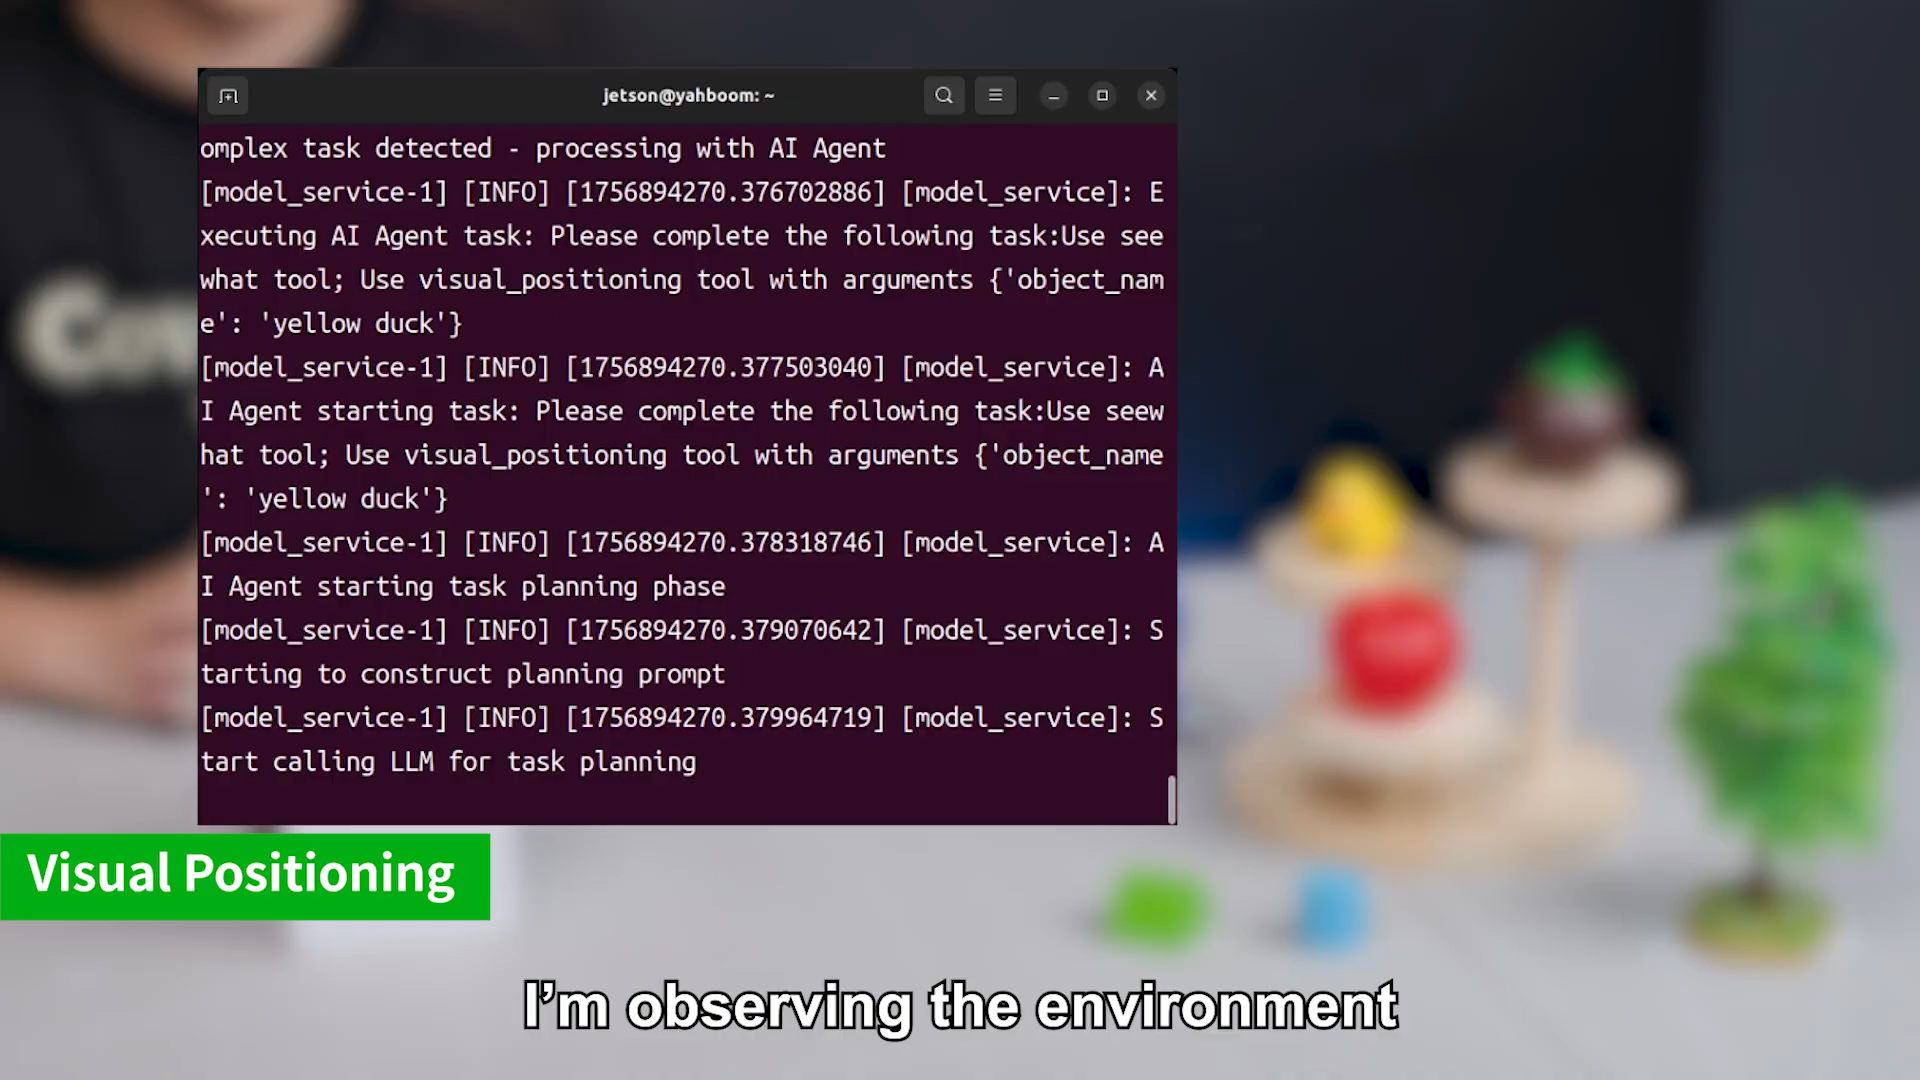 jetson@yahboom: ~
omplex task detected - processing with AI Agent
[model_service-1] [INFO] [1756894270.376702886] [model_service]: E
xecuting AI Agent task: Please complete the following task:Use see
what tool; Use visual_positioning tool with arguments {'object_nam
e': 'yellow duck'}
[model_service-1] [INFO] [1756894270.377503040] [model_service]: A
I Agent starting task: Please complete the following task:Use seew
hat tool; Use visual_positioning tool with arguments {'object_name
': 'yellow duck'}
[model_service-1] [INFO] [1756894270.378318746] [model_service]: A
I Agent starting task planning phase
[model_service-1] [INFO] [1756894270.379070642] [model_service]: S
tarting to construct planning prompt
[model_service-1] [INFO] [1756894270.379964719] [model_service]: S
tart calling LLM for task planning
Visual Positioning
I'm observing the environment